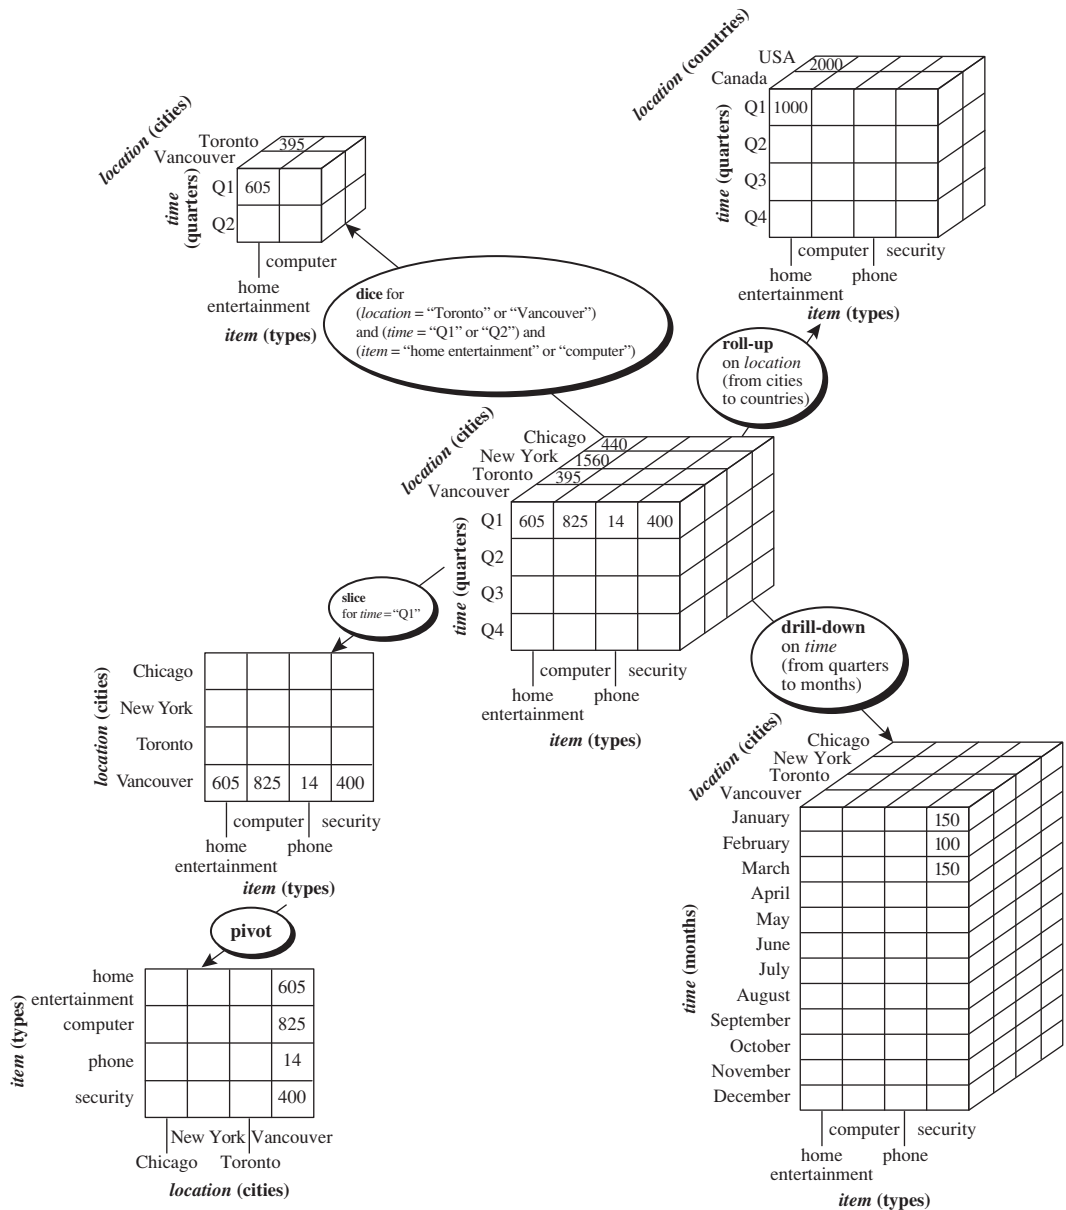 location (countries)
USA
2000
Canada
Q1 1000
Q2
Q3
Q4
time (quarters)
computer security
home entertainment
phone
item (types)
location (cities)
Toronto 395
Vancouver
Q1 605
Q2
time (quarters)
computer
home entertainment
item (types)
dice for
(location = “Toronto” or “Vancouver”)
and (time = “Q1” or “Q2”) and
(item = “home entertainment” or “computer”)
roll-up
on location
(from cities
to countries)
location (cities)
Chicago 440
New York 1560
Toronto 395
Vancouver
Q1 605 825 14 400
Q2
Q3
Q4
time (quarters)
computer security
home phone
entertainment
item (types)
slice
for time = “Q1”
drill-down
on time
(from quarters
to months)
location (cities)
Chicago
New York
Toronto
Vancouver 605 825 14 400
computer security
home phone
entertainment
item (types)
pivot
item (types)
home
entertainment 605
computer 825
phone 14
security 400
New York Vancouver
Chicago Toronto
location (cities)
location (cities)
Chicago
New York
Toronto
Vancouver
time (months)
January 150
February 100
March 150
April
May
June
July
August
September
October
November
December
computer security
home phone
entertainment
item (types)